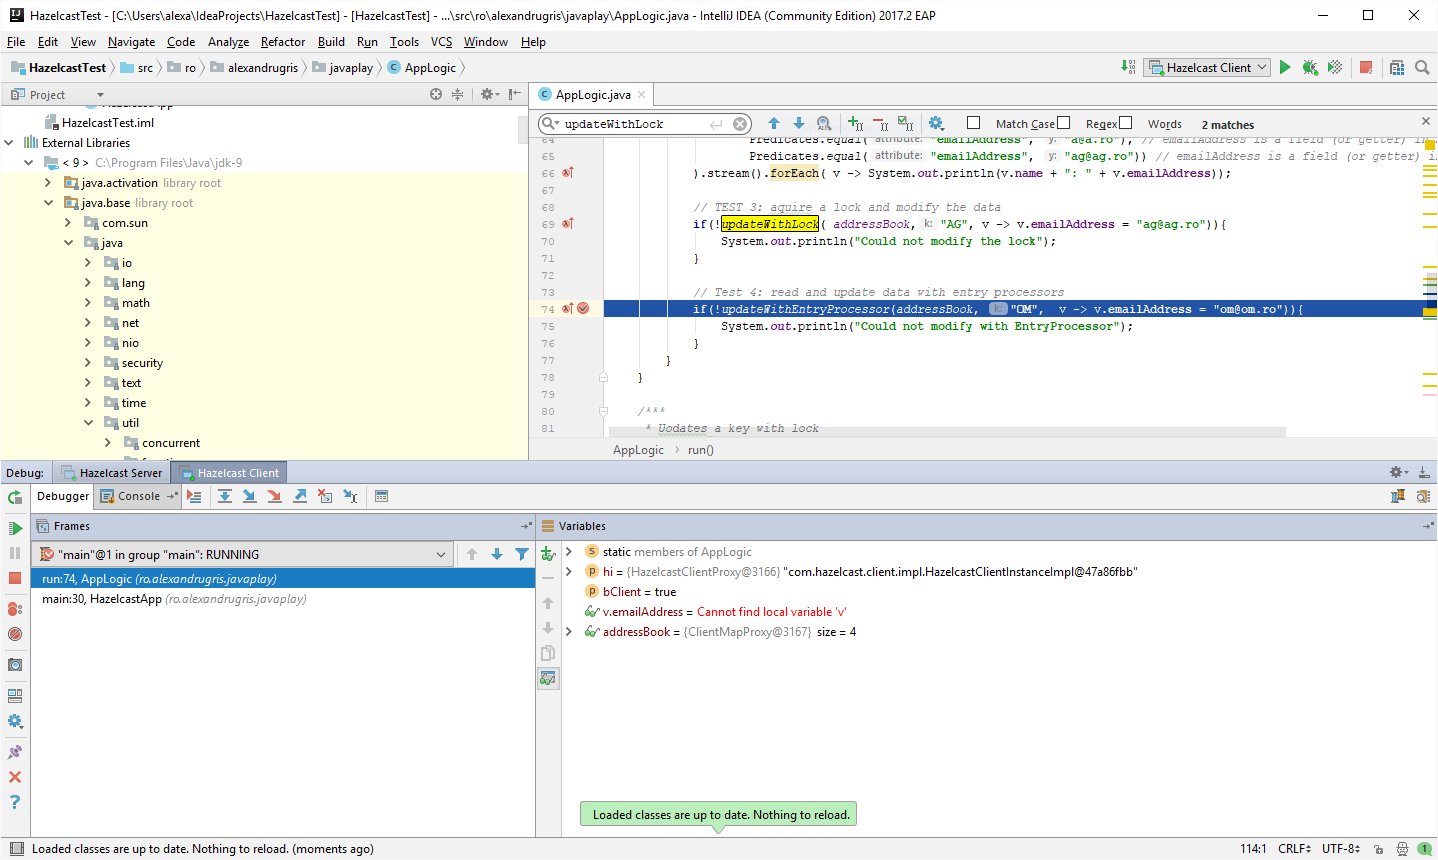 HazelcastTest - [C:\Users\alexa\IdeaProjects\HazelcastTest] - [HazelcastTest] - ...\src\ro\alexandrugris\javaplay\AppLogic.java - IntelliJ IDEA (Community Edition) 2017.2 EAP
File Edit View Navigate Code Analyze Refactor Build Run Tools VCS Window Help
HazelcastTest src ro alexandrugris javaplay AppLogic Hazelcast Client
Project
AppLogic.java
HazelcastTest.iml
External Libraries
< 9 > C:\Program Files\Java\jdk-9
java.activation library root
java.base library root
com.sun
java
io
lang
math
net
nio
security
text
time
util
concurrent
updateWithLock Match Case Regex Words 2 matches
64 Predicates.equal( attribute: "emailAddress", y: "a@a.ro"), // emailAddress is a field (or getter) in
65 Predicates.equal( attribute: "emailAddress", y: "ag@ag.ro")) // emailAddress is a field (or getter) i
66 ).stream().forEach( v -> System.out.println(v.name + ": " + v.emailAddress));
67
68 // TEST 3: aquire a lock and modify the data
69 if(!updateWithLock( addressBook, k: "AG", v -> v.emailAddress = "ag@ag.ro")){
70 System.out.println("Could not modify the lock");
71 }
72
73 // Test 4: read and update data with entry processors
74 if(!updateWithEntryProcessor(addressBook, k: "OM", v -> v.emailAddress = "om@om.ro")){
75 System.out.println("Could not modify with EntryProcessor");
76 }
77 }
78 }
79
80 /***
81 * Uodates a key with lock
AppLogic run()
Debug: Hazelcast Server Hazelcast Client
Debugger Console
Frames
"main"@1 in group "main": RUNNING
run:74, AppLogic (ro.alexandrugris.javaplay)
main:30, HazelcastApp (ro.alexandrugris.javaplay)
Variables
static members of AppLogic
hi = {HazelcastClientProxy@3166} "com.hazelcast.client.impl.HazelcastClientInstanceImpl@47a86fbb"
bClient = true
v.emailAddress = Cannot find local variable 'v'
addressBook = {ClientMapProxy@3167} size = 4
Loaded classes are up to date. Nothing to reload.
Loaded classes are up to date. Nothing to reload. (moments ago) 114:1 CRLF UTF-8 1